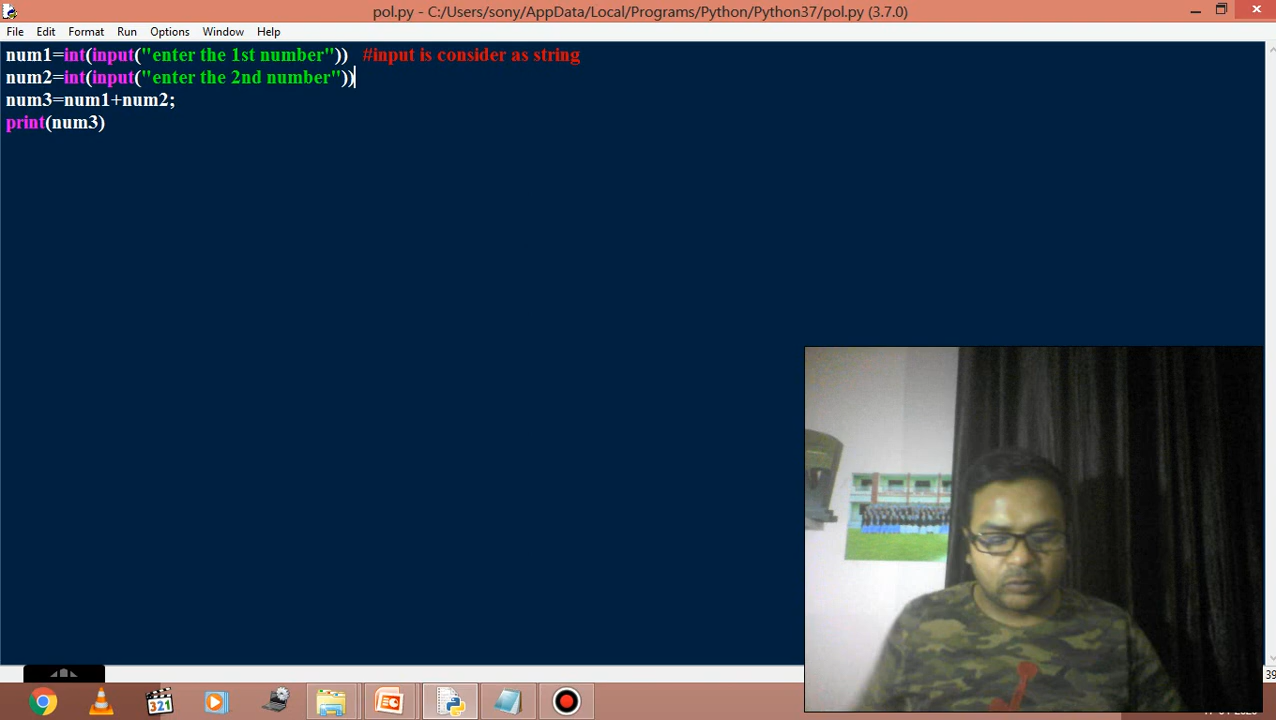 pol.py - C:/Users/sony/AppData/Local/Programs/Python/Python37/pol.py (3.7.0)
File Edit Format Run Options Window Help
num1=int(input("enter the 1st number")) #input is consider as string
num2=int(input("enter the 2nd number"))
num3=num1+num2;
print(num3)
39
321